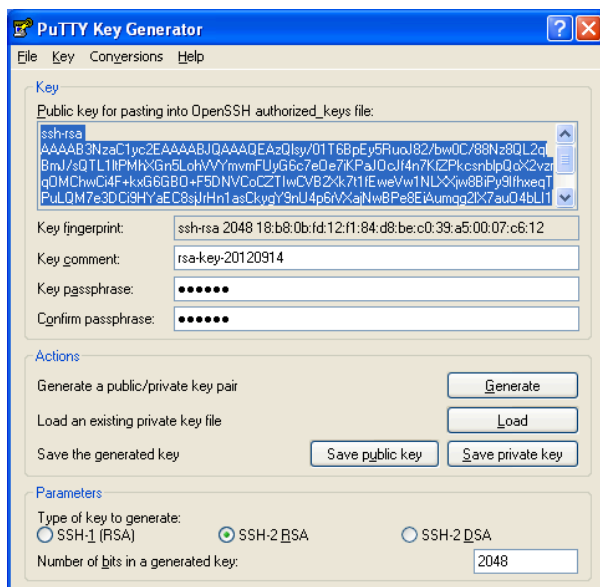 PuTTY Key Generator
File Key Conversions Help
Key
Public key for pasting into OpenSSH authorized_keys file:
ssh-rsa
AAAAB3NzaC1yc2EAAAABJQAAAQEAzQlsy/01T6BpEy5RuoJ82/bw0C/88Nz8QL2q
BmJ/sQTL1ltPMhXGn5LohVVYmvmFUyG6c7eOe7iKPaJOcJf4n7KfZPkcsnblpQoX2vzr
qOMChwCi4F+kxG6GBO+F5DNVCoCZTIwCVB2Xk7t1fEweVw1NLXXjw8BiPy9IfhxeqT
PuLQM7e3DCi9HYaEC8sjJrHn1asCkygY9nU4p6rVXajNwBPe8EiAumqg2lX7auO4bLI1
Key fingerprint: ssh-rsa 2048 18:b8:0b:fd:12:f1:84:d8:be:c0:39:a5:00:07:c6:12
Key comment: rsa-key-20120914
Key passphrase: ●●●●●●
Confirm passphrase: ●●●●●●
Actions
Generate a public/private key pair Generate
Load an existing private key file Load
Save the generated key Save public key Save private key
Parameters
Type of key to generate:
SSH-1 (RSA) SSH-2 RSA SSH-2 DSA
Number of bits in a generated key: 2048